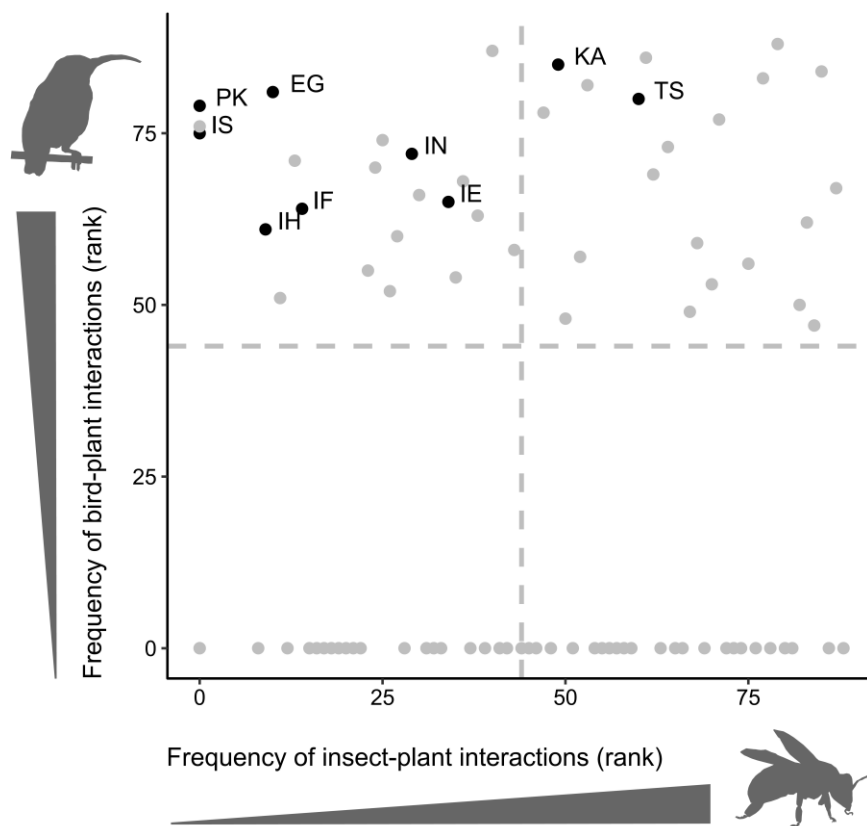 KA
EG
PK
TS
IS
IN
IF
IE
IH
75
50
25
0
Frequency of bird-plant interactions (rank)
0 25 50 75
Frequency of insect-plant interactions (rank)